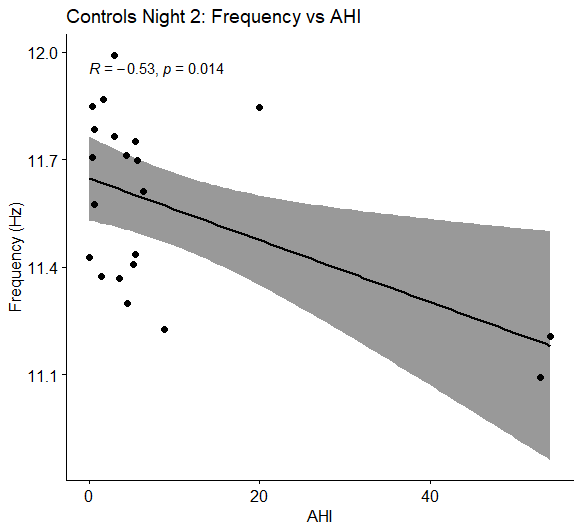 Controls Night 2: Frequency vs AHI
R = −0.53, p = 0.014
12.0
11.7
11.4
11.1
Frequency (Hz)
0 20 40
AHI